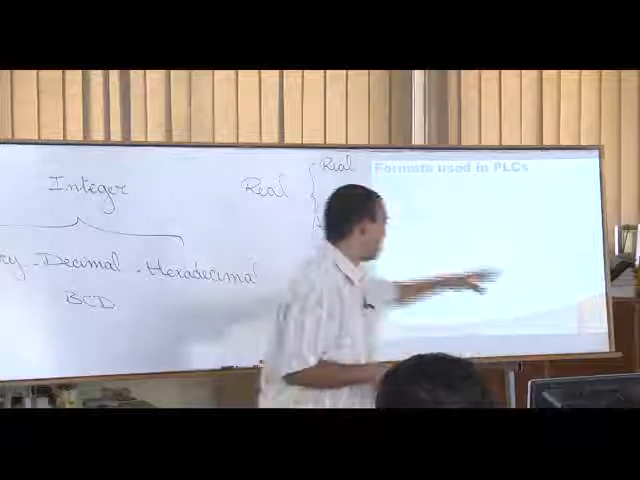 Formats used in PLCs
Integer
Real
Real
Decimal - Hexadecimal
BCD